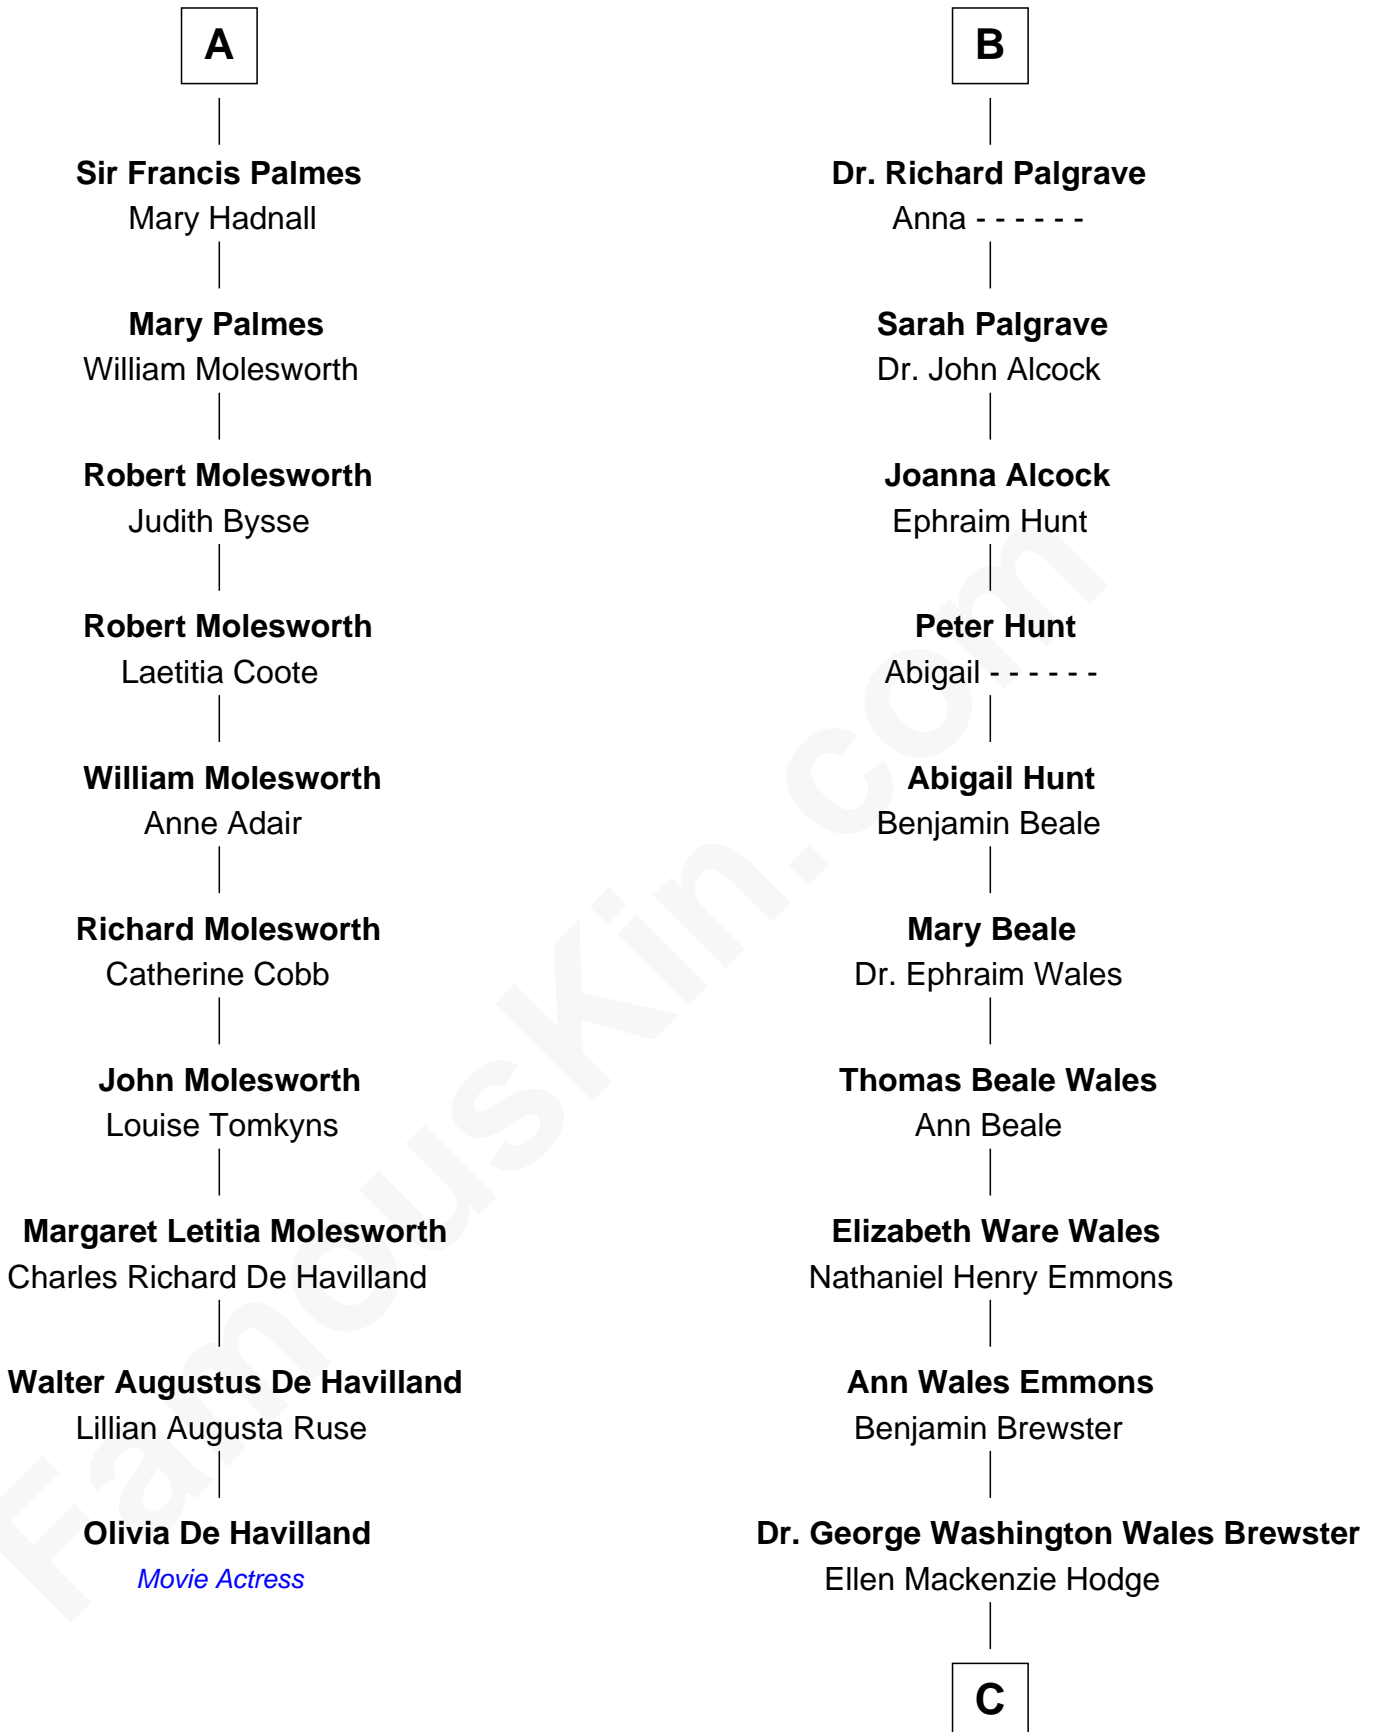 A
Sir Francis Palmes
Mary Hadnall
Mary Palmes
William Molesworth
Robert Molesworth
Judith Bysse
Robert Molesworth
Laetitia Coote
William Molesworth
Anne Adair
Richard Molesworth
Catherine Cobb
John Molesworth
Louise Tomkyns
Margaret Letitia Molesworth
Charles Richard De Havilland
Walter Augustus De Havilland
Lillian Augusta Ruse
Olivia De Havilland
Movie Actress
B
Dr. Richard Palgrave
Anna - - - - - -
Sarah Palgrave
Dr. John Alcock
Joanna Alcock
Ephraim Hunt
Peter Hunt
Abigail - - - - - -
Abigail Hunt
Benjamin Beale
Mary Beale
Dr. Ephraim Wales
Thomas Beale Wales
Ann Beale
Elizabeth Ware Wales
Nathaniel Henry Emmons
Ann Wales Emmons
Benjamin Brewster
Dr. George Washington Wales Brewster
Ellen Mackenzie Hodge
C
FamousKin.com